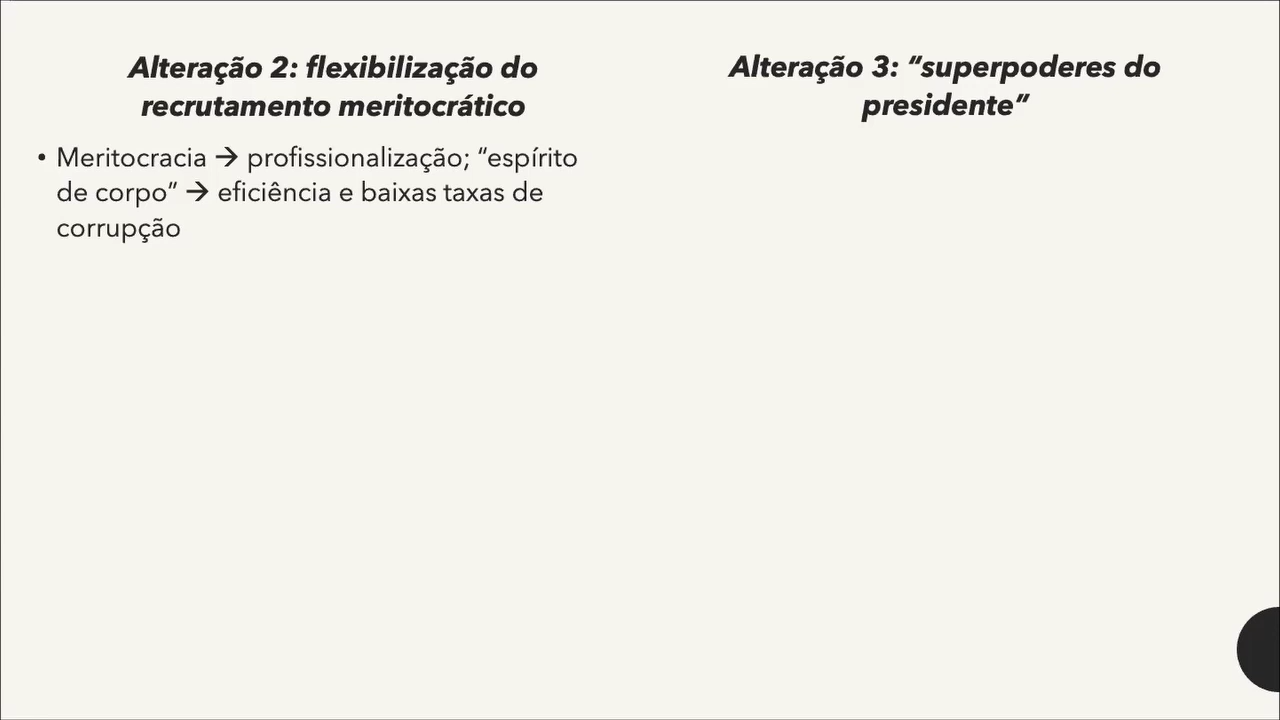 Alteração 2: flexibilização do
recrutamento meritocrático
• Meritocracia → profissionalização; “espírito
de corpo” → eficiência e baixas taxas de
corrupção
Alteração 3: “superpoderes do
presidente”